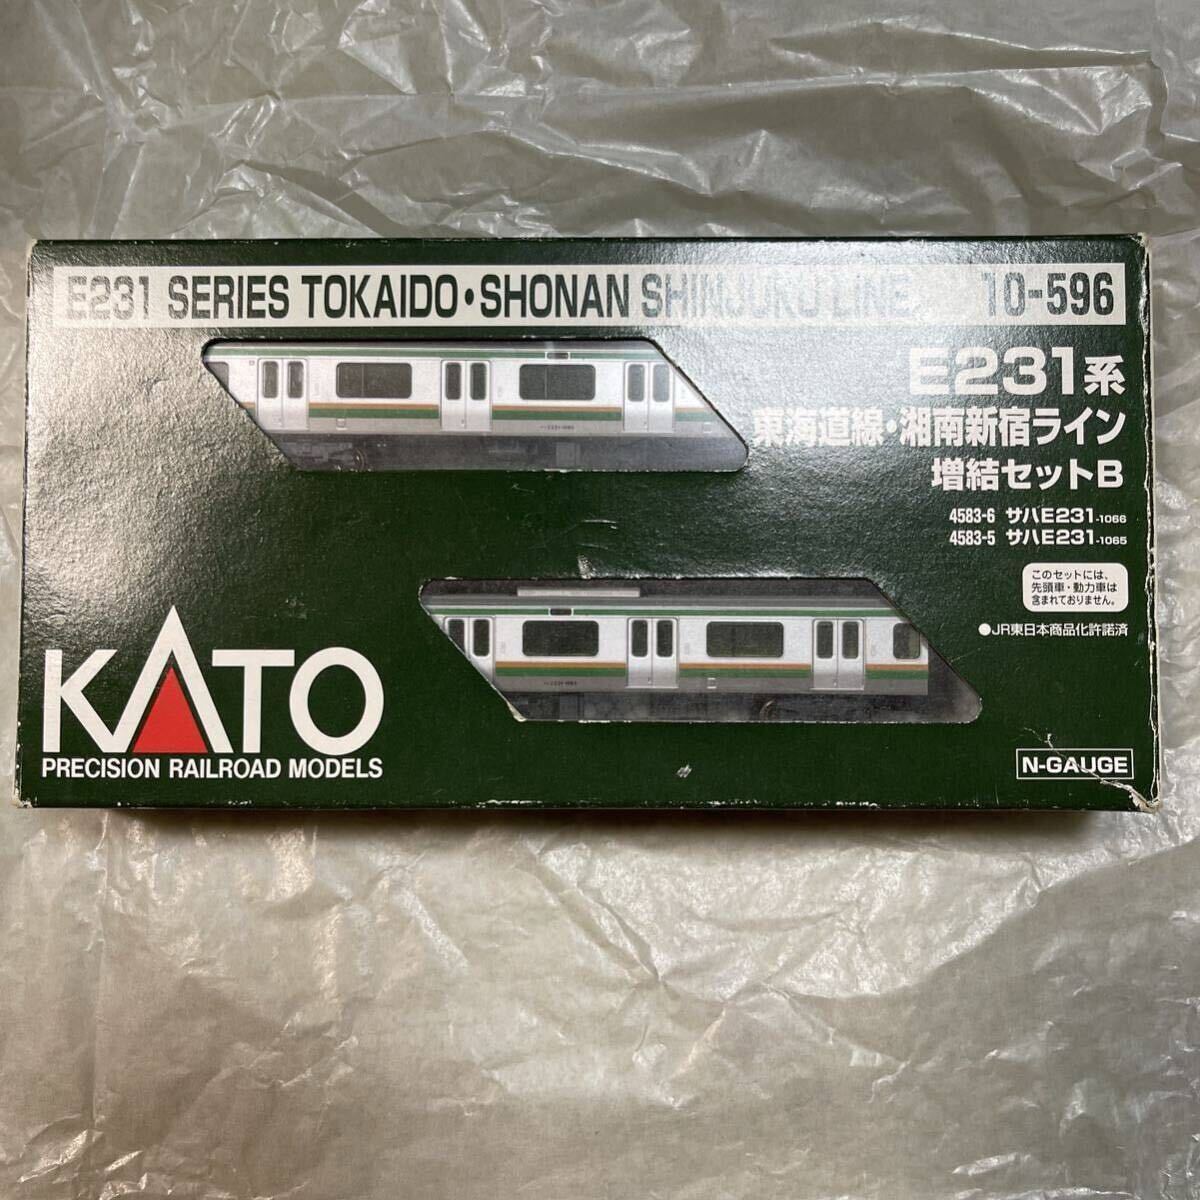 E231 SERIES TOKAIDO・SHONAN SHINJUKU LINE 10-596
E231系
東海道線・湘南新宿ライン
増結セットB
4583-6 サハE231-1066
4583-5 サハE231-1065
このセットには、
先頭車・動力車は
含まれておりません。
●JR東日本商品化許諾済
KATO
PRECISION RAILROAD MODELS
N-GAUGE